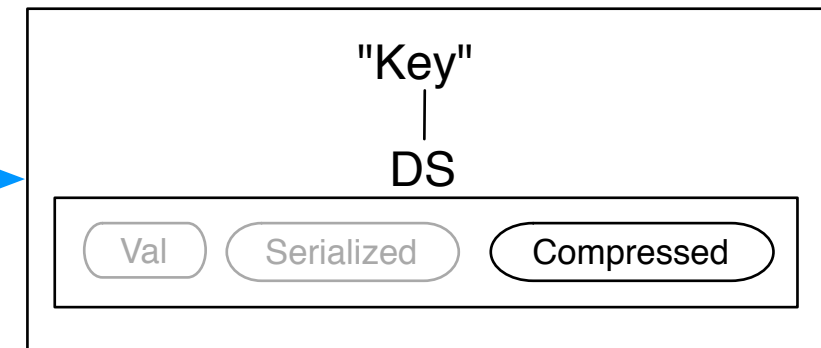 "Key"
DS
Val Serialized Compressed